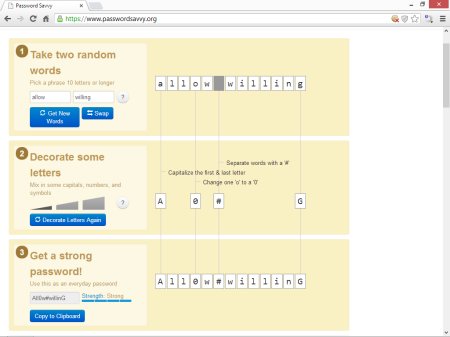 Password Savvy
https://www.passwordsavvy.org
1 Take two random
words
Pick a phrase 10 letters or longer
allow willing ?
Get New
Words
Swap
a l l o w w i l l i n g
2 Decorate some
letters
Mix in some capitals, numbers, and
symbols
?
Decorate Letters Again
Separate words with a '#'
Capitalize the first & last letter
Change one 'o' to a '0'
A 0 # G
3 Get a strong
password!
Use this as an everyday password
All0w#willinG
Strength: Strong
Copy to Clipboard
A l l 0 w # w i l l i n G